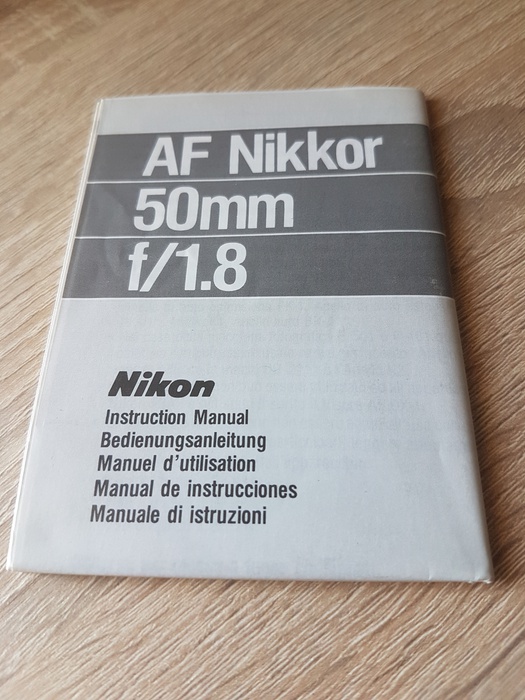 AF Nikkor
50mm
f/1.8
Nikon
Instruction Manual
Bedienungsanleitung
Manuel d'utilisation
Manual de instrucciones
Manuale di istruzioni